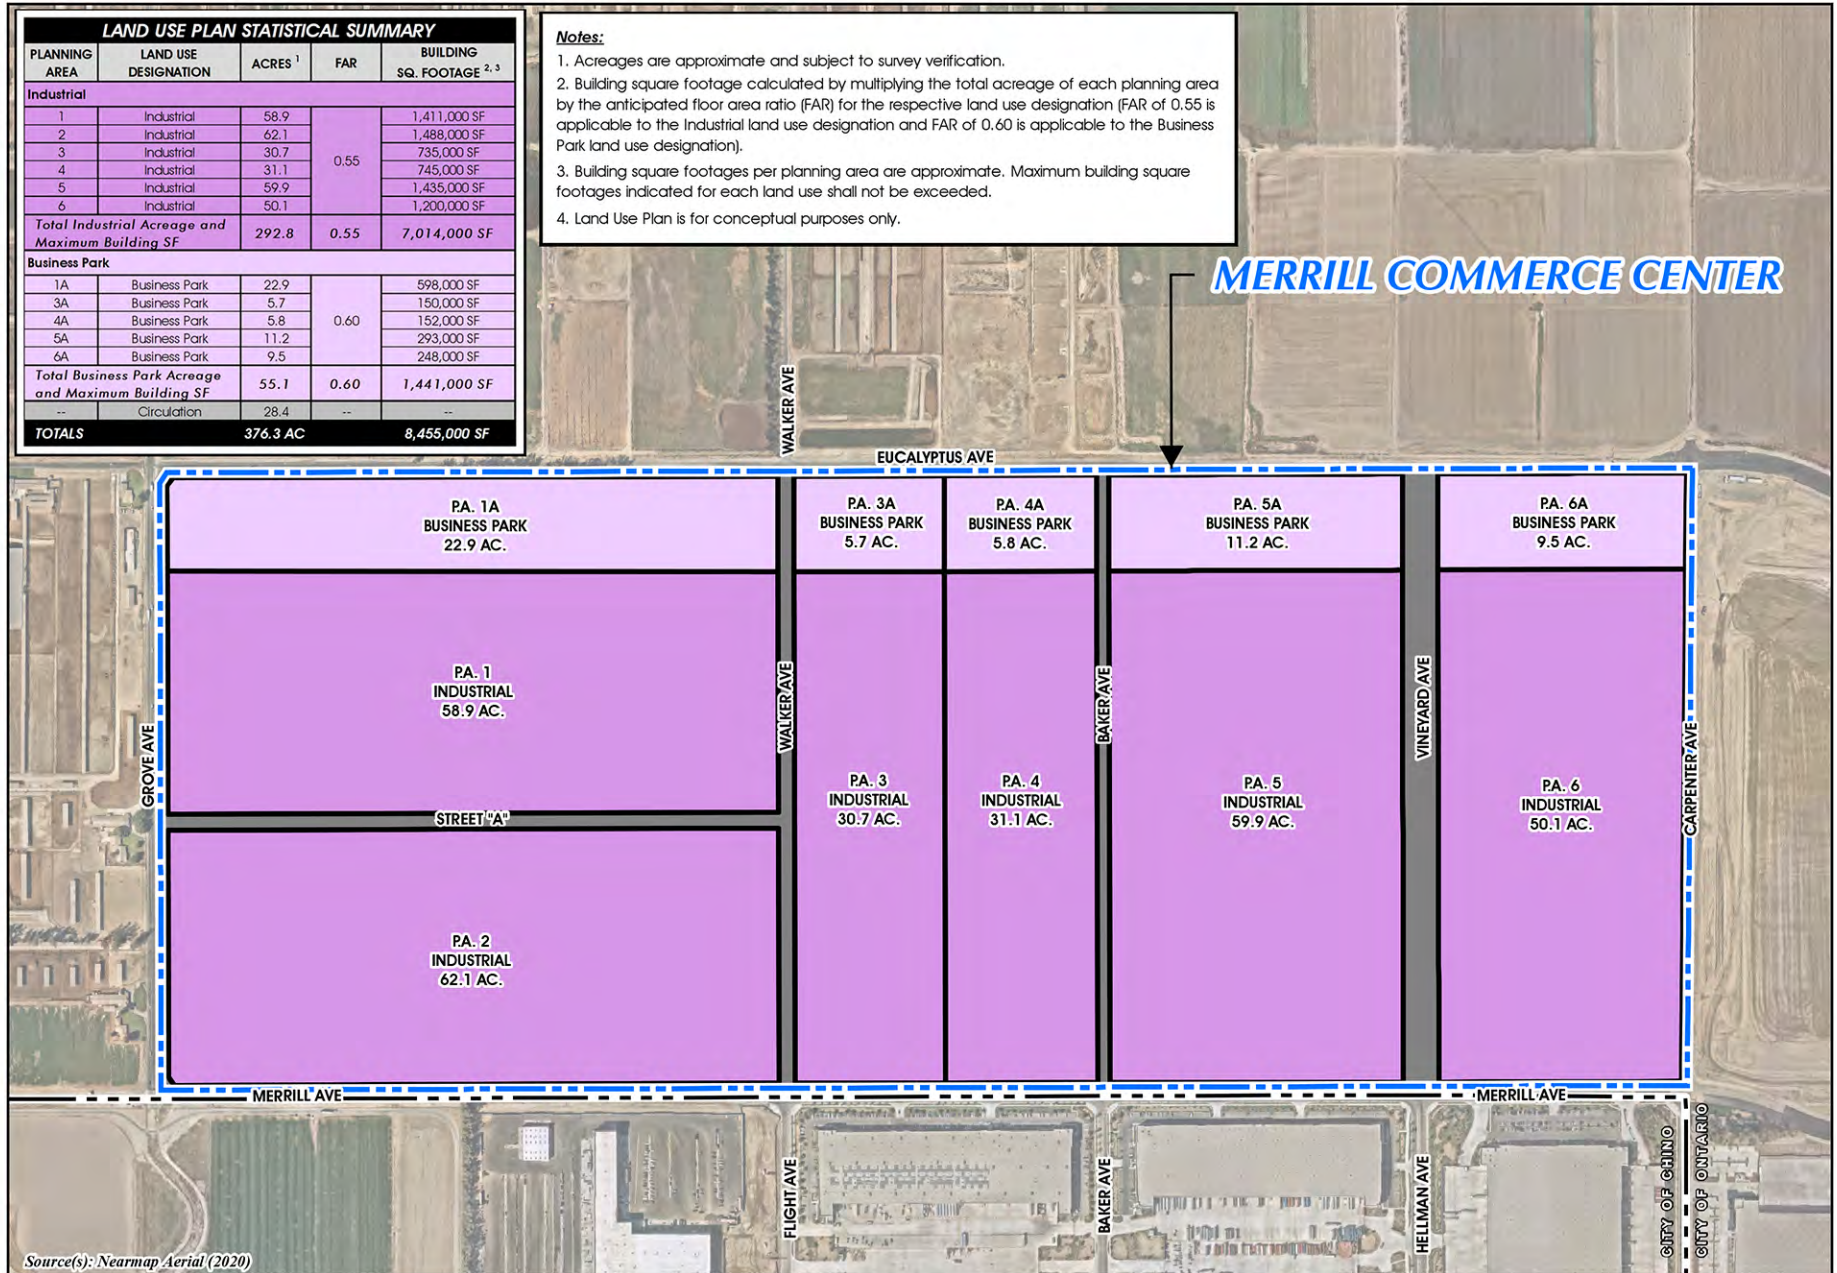 LAND USE PLAN STATISTICAL SUMMARY
PLANNING AREA LAND USE DESIGNATION ACRES 1 FAR BUILDING SQ. FOOTAGE 2, 3
Industrial
1 Industrial 58.9 1,411,000 SF
2 Industrial 62.1 1,488,000 SF
3 Industrial 30.7 735,000 SF
0.55
4 Industrial 31.1 745,000 SF
5 Industrial 59.9 1,435,000 SF
6 Industrial 50.1 1,200,000 SF
Total Industrial Acreage and
Maximum Building SF 292.8 0.55 7,014,000 SF
Business Park
1A Business Park 22.9 598,000 SF
3A Business Park 5.7 150,000 SF
4A Business Park 5.8 0.60 152,000 SF
5A Business Park 11.2 293,000 SF
6A Business Park 9.5 248,000 SF
Total Business Park Acreage
and Maximum Building SF 55.1 0.60 1,441,000 SF
-- Circulation 28.4 -- --
TOTALS 376.3 AC 8,455,000 SF
Notes:
1. Acreages are approximate and subject to survey verification.
2. Building square footage calculated by multiplying the total acreage of each planning area
by the anticipated floor area ratio (FAR) for the respective land use designation (FAR of 0.55 is
applicable to the Industrial land use designation and FAR of 0.60 is applicable to the Business
Park land use designation).
3. Building square footages per planning area are approximate. Maximum building square
footages indicated for each land use shall not be exceeded.
4. Land Use Plan is for conceptual purposes only.
MERRILL COMMERCE CENTER
WALKER AVE
EUCALYPTUS AVE
P.A. 1A
BUSINESS PARK
22.9 AC.
P.A. 3A
BUSINESS PARK
5.7 AC.
P.A. 4A
BUSINESS PARK
5.8 AC.
P.A. 5A
BUSINESS PARK
11.2 AC.
P.A. 6A
BUSINESS PARK
9.5 AC.
P.A. 1
INDUSTRIAL
58.9 AC.
WALKER AVE
BAKER AVE
VINEYARD AVE
GROVE AVE
CARPENTER AVE
STREET "A"
P.A. 3
INDUSTRIAL
30.7 AC.
P.A. 4
INDUSTRIAL
31.1 AC.
P.A. 5
INDUSTRIAL
59.9 AC.
P.A. 6
INDUSTRIAL
50.1 AC.
P.A. 2
INDUSTRIAL
62.1 AC.
MERRILL AVE
MERRILL AVE
FLIGHT AVE
BAKER AVE
HELLMAN AVE
CITY OF CHINO
CITY OF ONTARIO
Source(s): Nearmap Aerial (2020)